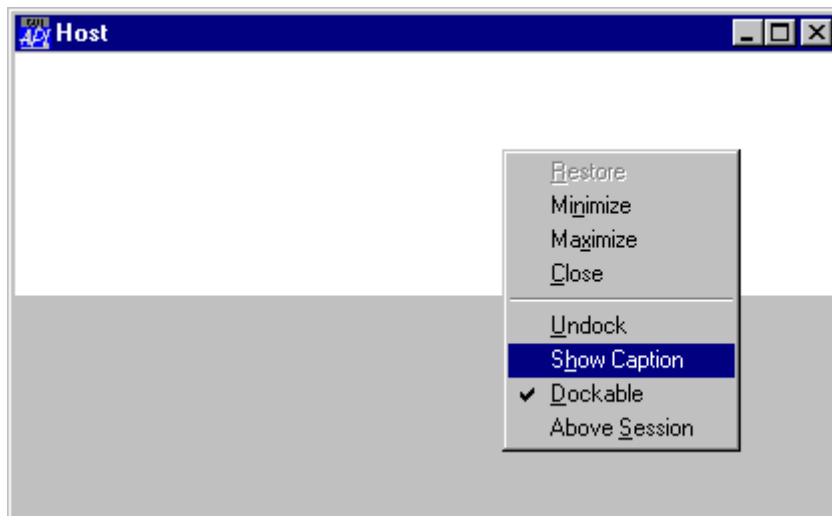 Host
Restore
Minimize
Maximize
Close
Undock
Show Caption
Dockable
Above Session